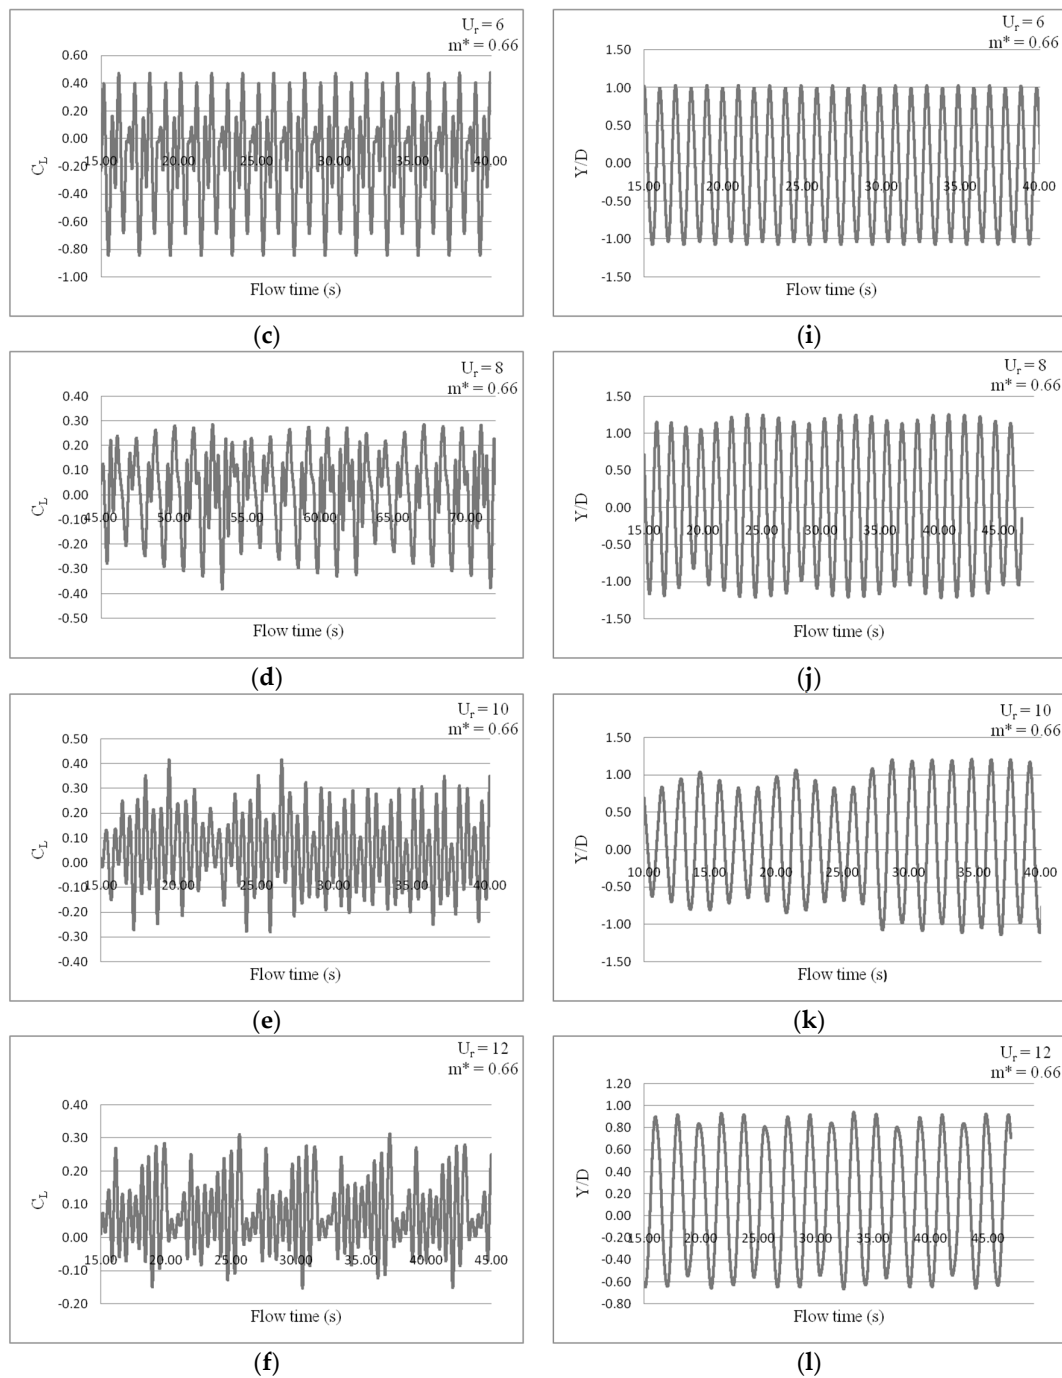 U_r = 6
m* = 0.66
0.60
0.40
0.20
0.00
-0.20
-0.40
-0.60
-0.80
-1.00
C_L
15.00 20.00 25.00 30.00 35.00 40.00
Flow time (s)
(c)
U_r = 6
m* = 0.66
1.50
1.00
0.50
0.00
-0.50
-1.00
-1.50
Y/D
15.00 20.00 25.00 30.00 35.00 40.00
Flow time (s)
(i)
U_r = 8
m* = 0.66
0.40
0.30
0.20
0.10
0.00
-0.10
-0.20
-0.30
-0.40
-0.50
C_L
45.00 50.00 55.00 60.00 65.00 70.00
Flow time (s)
(d)
U_r = 8
m* = 0.66
1.50
1.00
0.50
0.00
-0.50
-1.00
-1.50
Y/D
15.00 20.00 25.00 30.00 35.00 40.00 45.00
Flow time (s)
(j)
U_r = 10
m* = 0.66
0.50
0.40
0.30
0.20
0.10
0.00
-0.10
-0.20
-0.30
-0.40
C_L
15.00 20.00 25.00 30.00 35.00 40.00
Flow time (s)
(e)
U_r = 10
m* = 0.66
1.50
1.00
0.50
0.00
-0.50
-1.00
-1.50
Y/D
10.00 15.00 20.00 25.00 30.00 35.00 40.00
Flow time (s)
(k)
U_r = 12
m* = 0.66
0.40
0.30
0.20
0.10
0.00
-0.10
-0.20
C_L
15.00 20.00 25.00 30.00 35.00 40.00 45.00
Flow time (s)
(f)
U_r = 12
m* = 0.66
1.20
1.00
0.80
0.60
0.40
0.20
0.00
-0.20
-0.40
-0.60
-0.80
Y/D
15.00 20.00 25.00 30.00 35.00 40.00 45.00
Flow time (s)
(l)